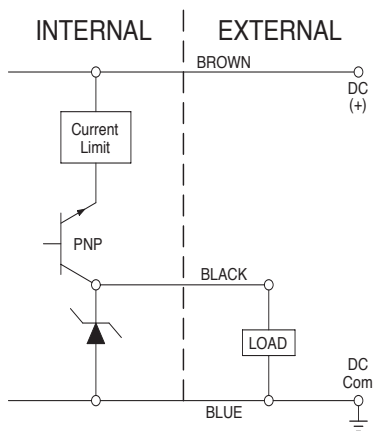 INTERNAL
EXTERNAL
BROWN
DC
(+)
Current
Limit
PNP
BLACK
LOAD
DC
Com
BLUE